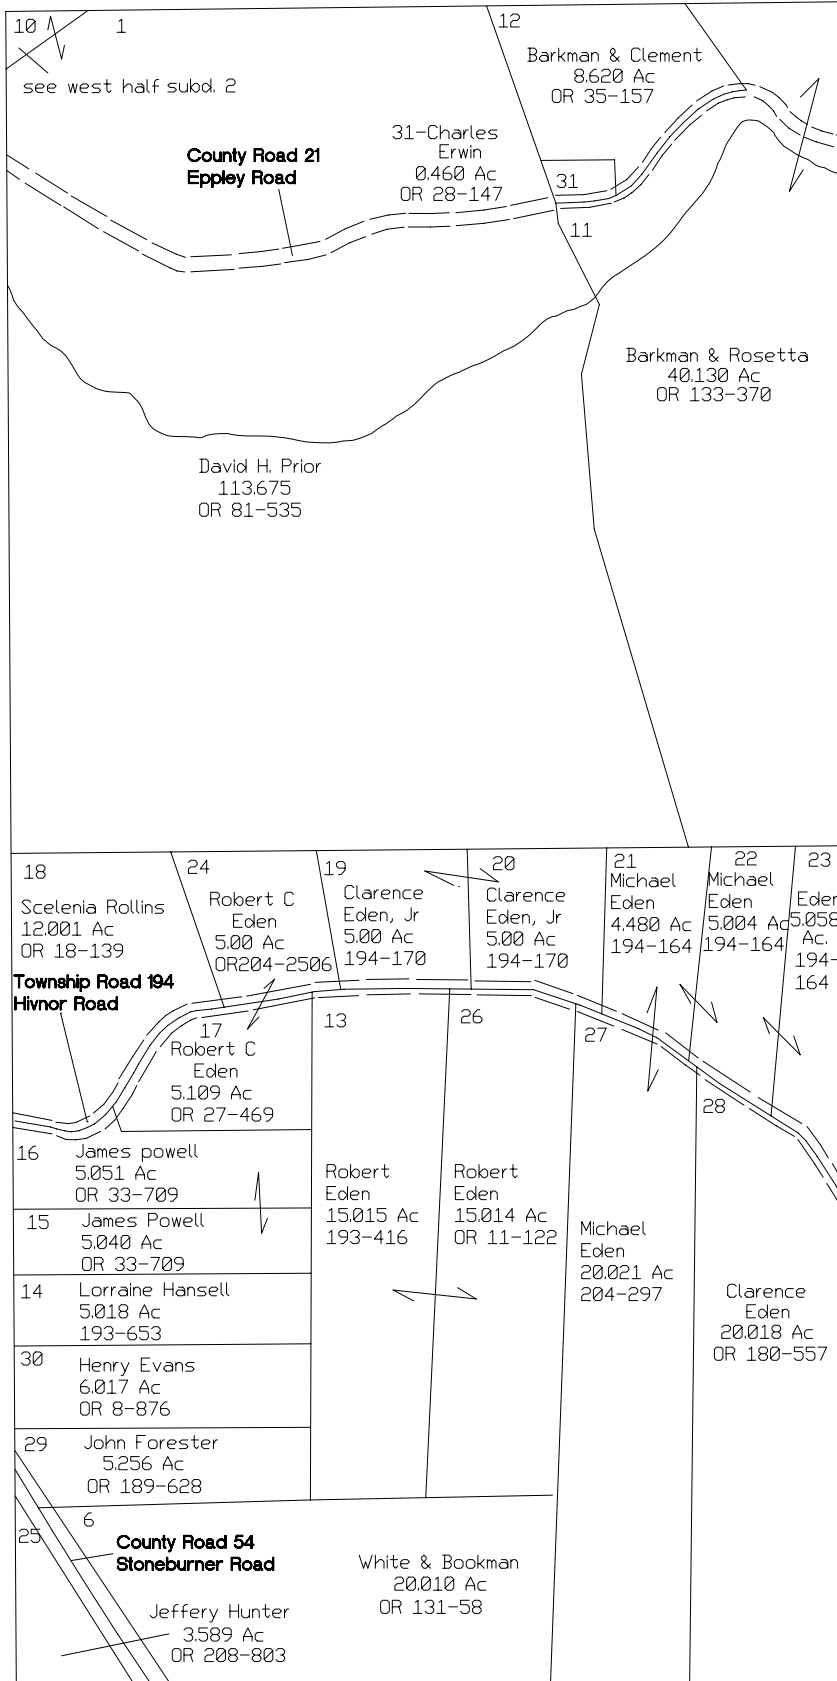 10
1
12
see west half subd. 2
Barkman & Clement
8.620 Ac
OR 35-157
31-Charles
Erwin
0.460 Ac
OR 28-147
County Road 21
Eppley Road
31
11
Barkman & Rosetta
40.130 Ac
OR 133-370
David H. Prior
113.675
OR 81-535
18
Scelenia Rollins
12.001 Ac
OR 18-139
24
Robert C
Eden
5.00 Ac
OR204-2506
19
Clarence
Eden, Jr
5.00 Ac
194-170
20
Clarence
Eden, Jr
5.00 Ac
194-170
21
Michael
Eden
4.480 Ac
194-164
22
Michael
Eden
5.004 Ac
194-164
23
Eden
5.058
Ac.
194-
164
Township Road 194
Hivnor Road
17
Robert C
Eden
5.109 Ac
OR 27-469
13
Robert
Eden
15.015 Ac
193-416
26
Robert
Eden
15.014 Ac
OR 11-122
27
Michael
Eden
20.021 Ac
204-297
28
Clarence
Eden
20.018 Ac
OR 180-557
16
James powell
5.051 Ac
OR 33-709
15
James Powell
5.040 Ac
OR 33-709
14
Lorraine Hansell
5.018 Ac
193-653
30
Henry Evans
6.017 Ac
OR 8-876
29
John Forester
5.256 Ac
OR 189-628
25
6
County Road 54
Stoneburner Road
White & Bookman
20.010 Ac
OR 131-58
Jeffery Hunter
3.589 Ac
OR 208-803